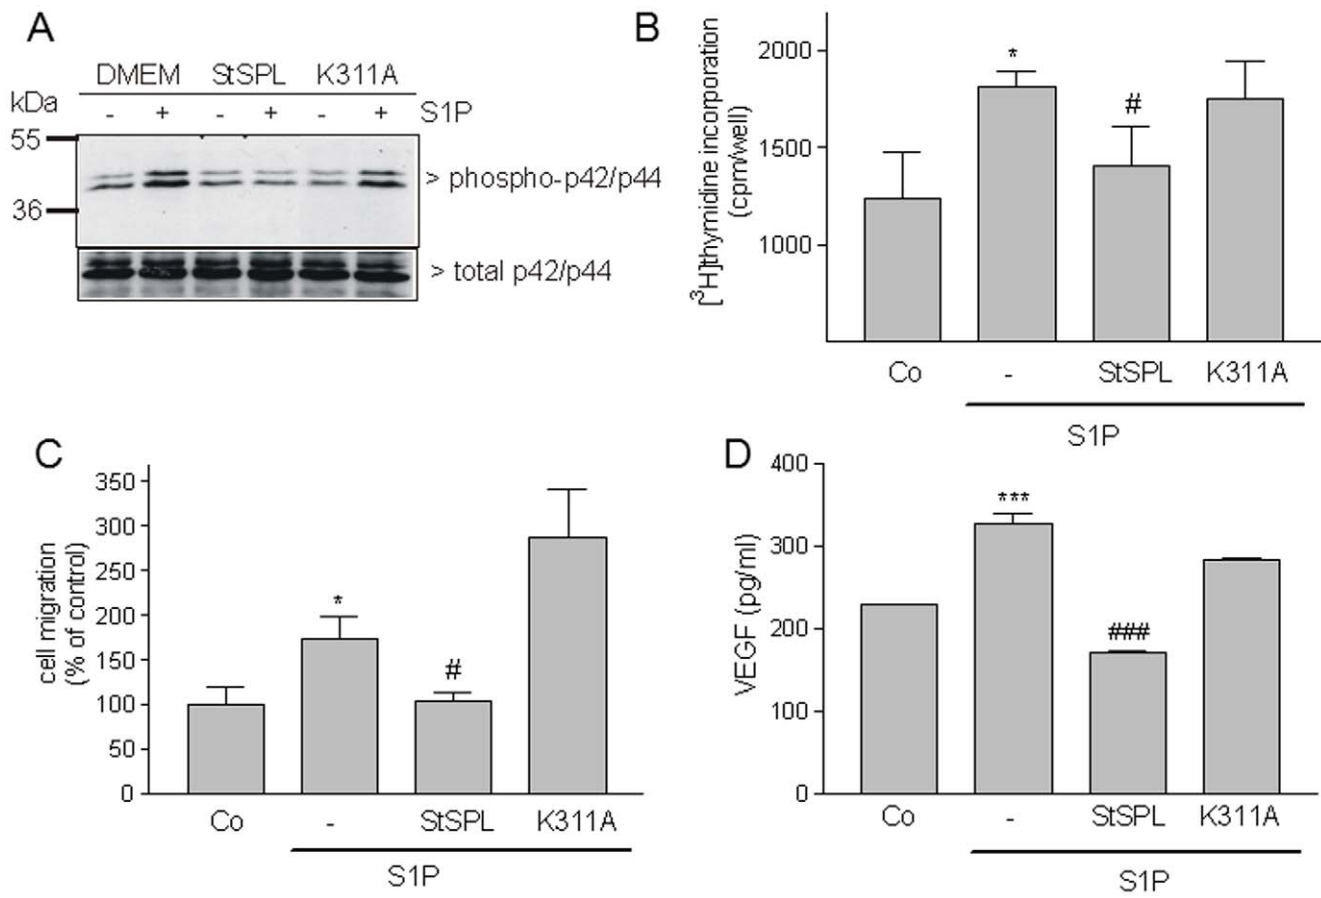 A
DMEM StSPL K311A
kDa
- + - + - + S1P
55
> phospho-p42/p44
36
> total p42/p44
B
[³H]thymidine incorporation
(cpm/well)
2000
1500
1000
*
#
Co - StSPL K311A
S1P
C
cell migration
(% of control)
350
300
250
200
150
100
50
0
*
#
Co - StSPL K311A
S1P
D
VEGF (pg/ml)
400
300
200
100
0
***
###
Co - StSPL K311A
S1P